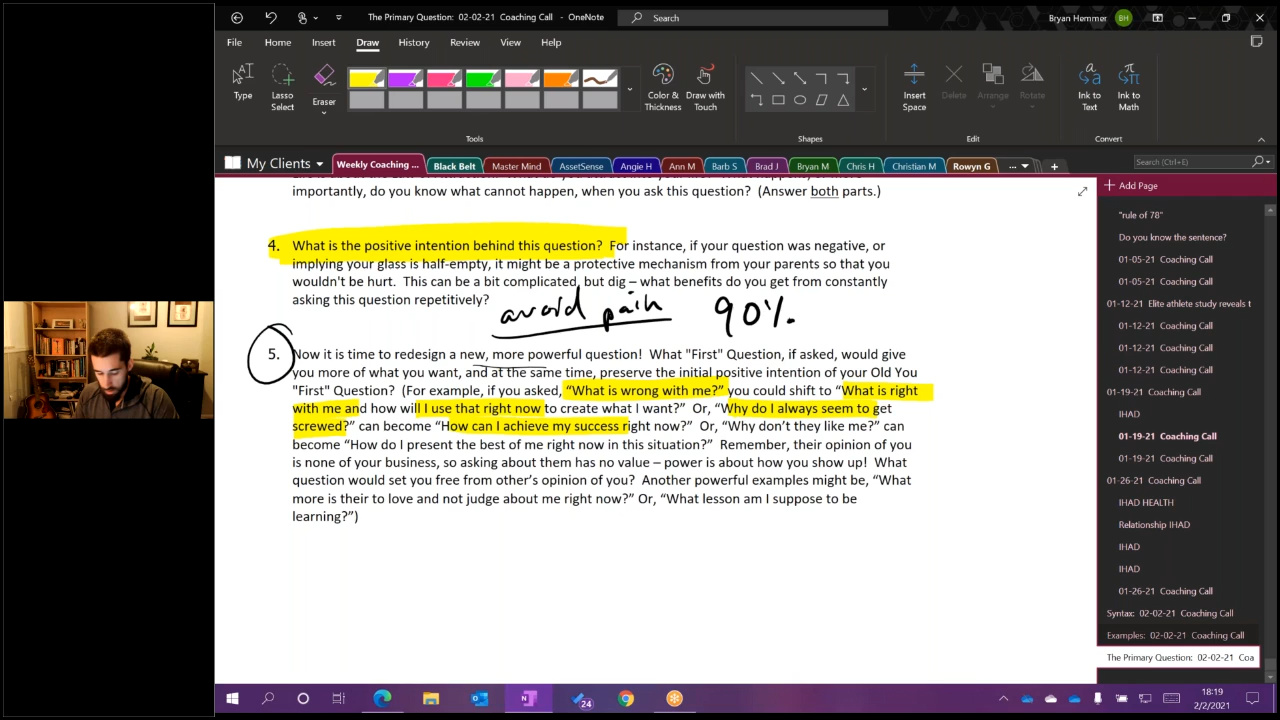 The Primary Question: 02-02-21 Coaching Call - OneNote
Search
Bryan Hemmer BH
File Home Insert Draw History Review View Help
Type
Lasso Select
Eraser
Color & Thickness
Draw with Touch
Insert Space
Delete
Arrange
Rotate
Ink to Text
Ink to Math
Tools Shapes Edit Convert
My Clients
Weekly Coaching ... Black Belt Master Mind AssetSense Angie H Ann M Barb S Brad J Bryan M Chris H Christian M Rowyn G ... +
Search (Ctrl+E)
importantly, do you know what cannot happen, when you ask this question? (Answer both parts.)
4. What is the positive intention behind this question? For instance, if your question was negative, or
implying your glass is half-empty, it might be a protective mechanism from your parents so that you
wouldn't be hurt. This can be a bit complicated, but dig – what benefits do you get from constantly
asking this question repetitively?
avoid pain 90%
5. Now it is time to redesign a new, more powerful question! What "First" Question, if asked, would give
you more of what you want, and at the same time, preserve the initial positive intention of your Old You
"First" Question? (For example, if you asked, “What is wrong with me?” you could shift to “What is right
with me and how will I use that right now to create what I want?” Or, “Why do I always seem to get
screwed?” can become “How can I achieve my success right now?” Or, “Why don’t they like me?” can
become “How do I present the best of me right now in this situation?” Remember, their opinion of you
is none of your business, so asking about them has no value – power is about how you show up! What
question would set you free from other’s opinion of you? Another powerful examples might be, “What
more is their to love and not judge about me right now?” Or, “What lesson am I suppose to be
learning?”)
+ Add Page
"rule of 78"
Do you know the sentence?
01-05-21 Coaching Call
01-05-21 Coaching Call
01-12-21 Elite athlete study reveals t
01-12-21 Coaching Call
01-12-21 Coaching Call
01-12-21 Coaching Call
01-19-21 Coaching Call
IHAD
01-19-21 Coaching Call
01-19-21 Coaching Call
01-26-21 Coaching Call
IHAD HEALTH
Relationship IHAD
IHAD
IHAD
01-26-21 Coaching Call
Syntax: 02-02-21 Coaching Call
Examples: 02-02-21 Coaching Call
The Primary Question: 02-02-21 Coa
24
18:19
2/2/2021